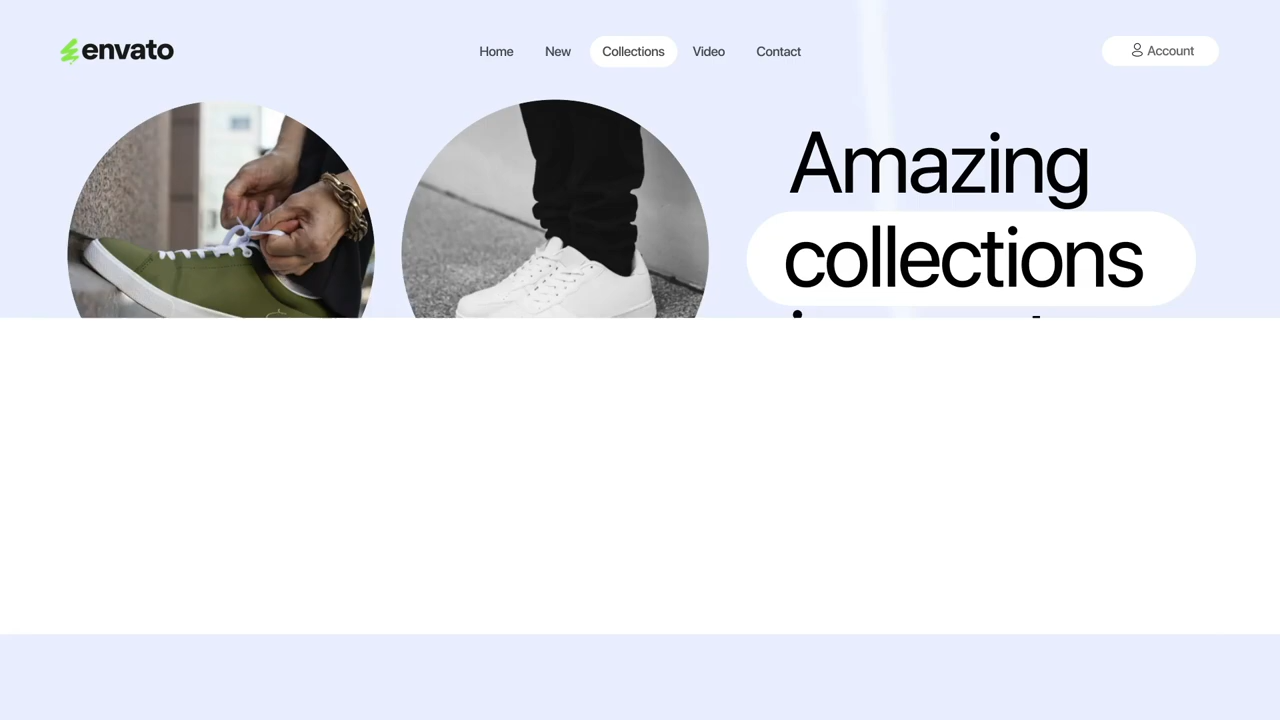 envato
Home
New
Collections
Video
Contact
Account
Amazing
collections